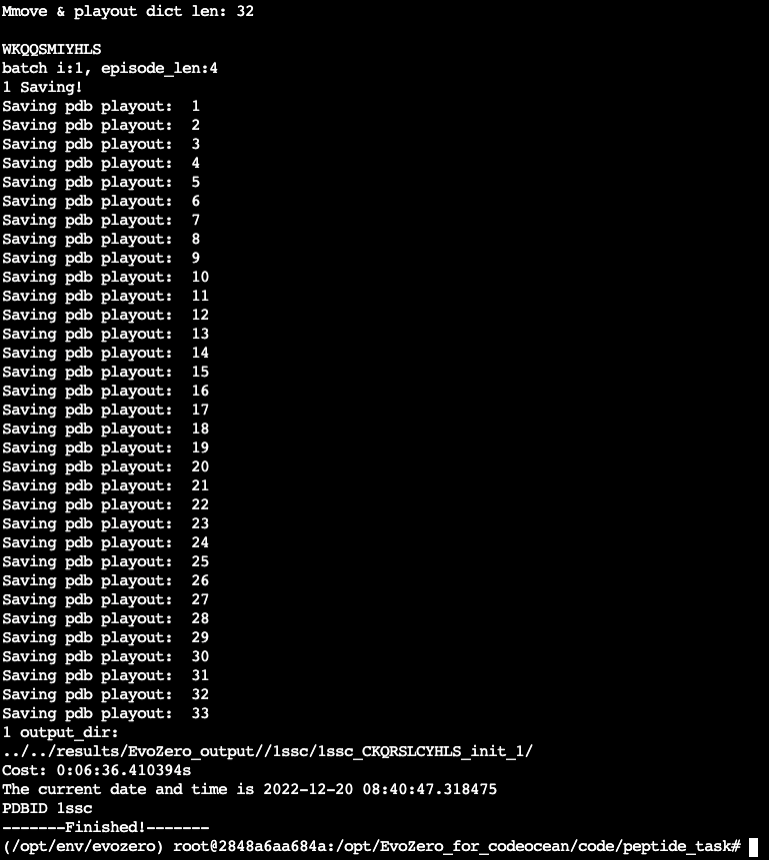 Mmove & playout dict len: 32
WKQQSMIYHLS
batch i:1, episode_len:4
1 Saving!
Saving pdb playout:  1
Saving pdb playout:  2
Saving pdb playout:  3
Saving pdb playout:  4
Saving pdb playout:  5
Saving pdb playout:  6
Saving pdb playout:  7
Saving pdb playout:  8
Saving pdb playout:  9
Saving pdb playout:  10
Saving pdb playout:  11
Saving pdb playout:  12
Saving pdb playout:  13
Saving pdb playout:  14
Saving pdb playout:  15
Saving pdb playout:  16
Saving pdb playout:  17
Saving pdb playout:  18
Saving pdb playout:  19
Saving pdb playout:  20
Saving pdb playout:  21
Saving pdb playout:  22
Saving pdb playout:  23
Saving pdb playout:  24
Saving pdb playout:  25
Saving pdb playout:  26
Saving pdb playout:  27
Saving pdb playout:  28
Saving pdb playout:  29
Saving pdb playout:  30
Saving pdb playout:  31
Saving pdb playout:  32
Saving pdb playout:  33
1 output_dir:
../../results/EvoZero_output//1ssc/1ssc_CKQRSLCYHLS_init_1/
Cost: 0:06:36.410394s
The current date and time is 2022-12-20 08:40:47.318475
PDBID 1ssc
-------Finished!-------
(/opt/env/evozero) root@2848a6aa684a:/opt/EvoZero_for_codeocean/code/peptide_task#